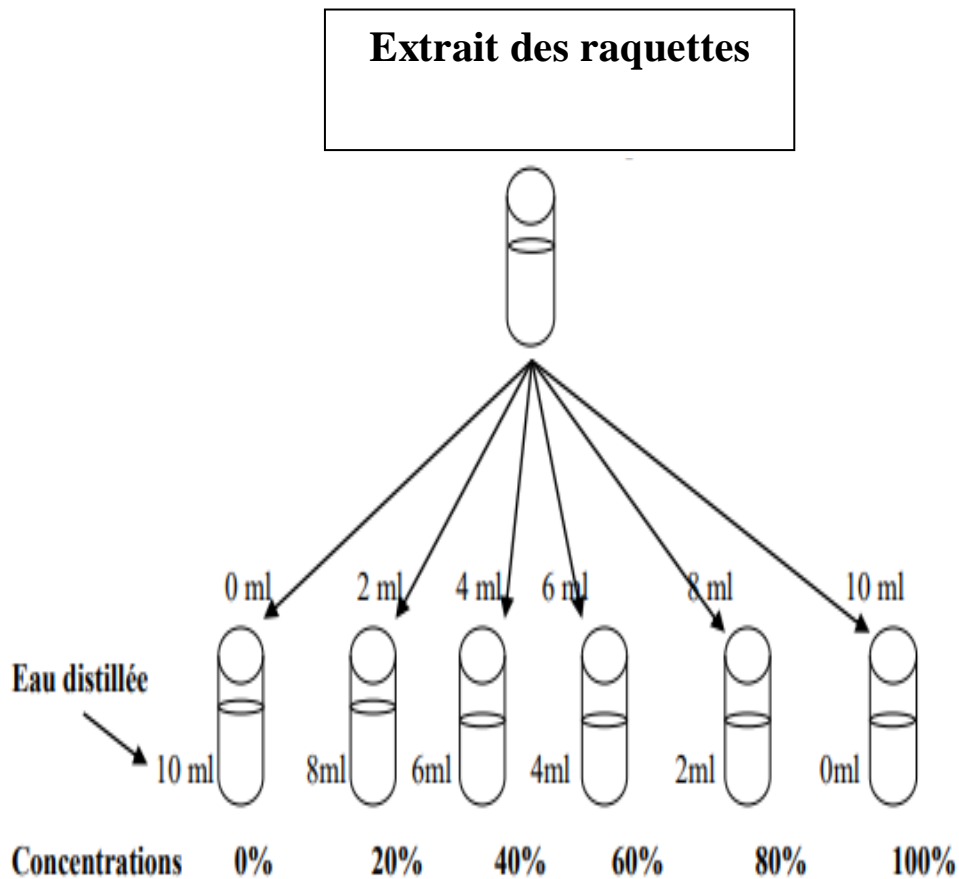 Extrait des raquettes
0 ml 2 ml 4 ml 6 ml 8 ml 10 ml
Eau distillée
10 ml 8ml 6ml 4ml 2ml 0ml
Concentrations 0% 20% 40% 60% 80% 100%